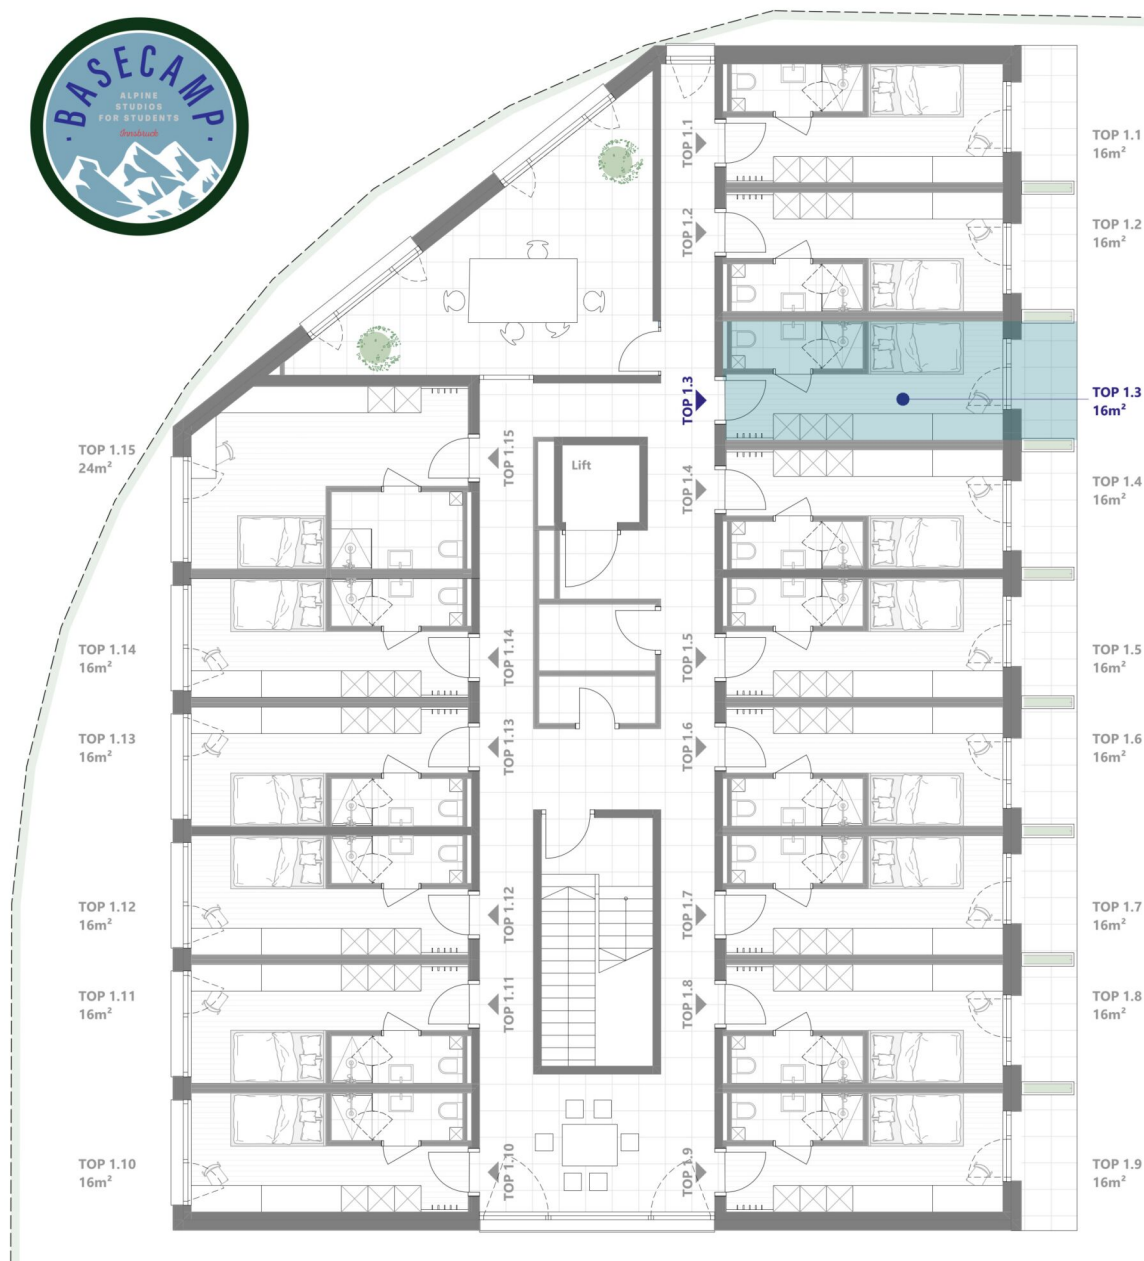 BASECAMP
ALPINE
STUDIOS
FOR STUDENTS
Innsbruck
TOP 1.1
TOP 1.1
16m²
TOP 1.2
TOP 1.2
16m²
TOP 1.3
TOP 1.3
16m²
TOP 1.15
24m²
TOP 1.15
Lift
TOP 1.4
TOP 1.4
16m²
TOP 1.14
16m²
TOP 1.14
TOP 1.5
TOP 1.5
16m²
TOP 1.13
16m²
TOP 1.13
TOP 1.6
TOP 1.6
16m²
TOP 1.12
16m²
TOP 1.12
TOP 1.7
TOP 1.7
16m²
TOP 1.11
16m²
TOP 1.11
TOP 1.8
TOP 1.8
16m²
TOP 1.10
16m²
TOP 1.10
TOP 1.9
TOP 1.9
16m²